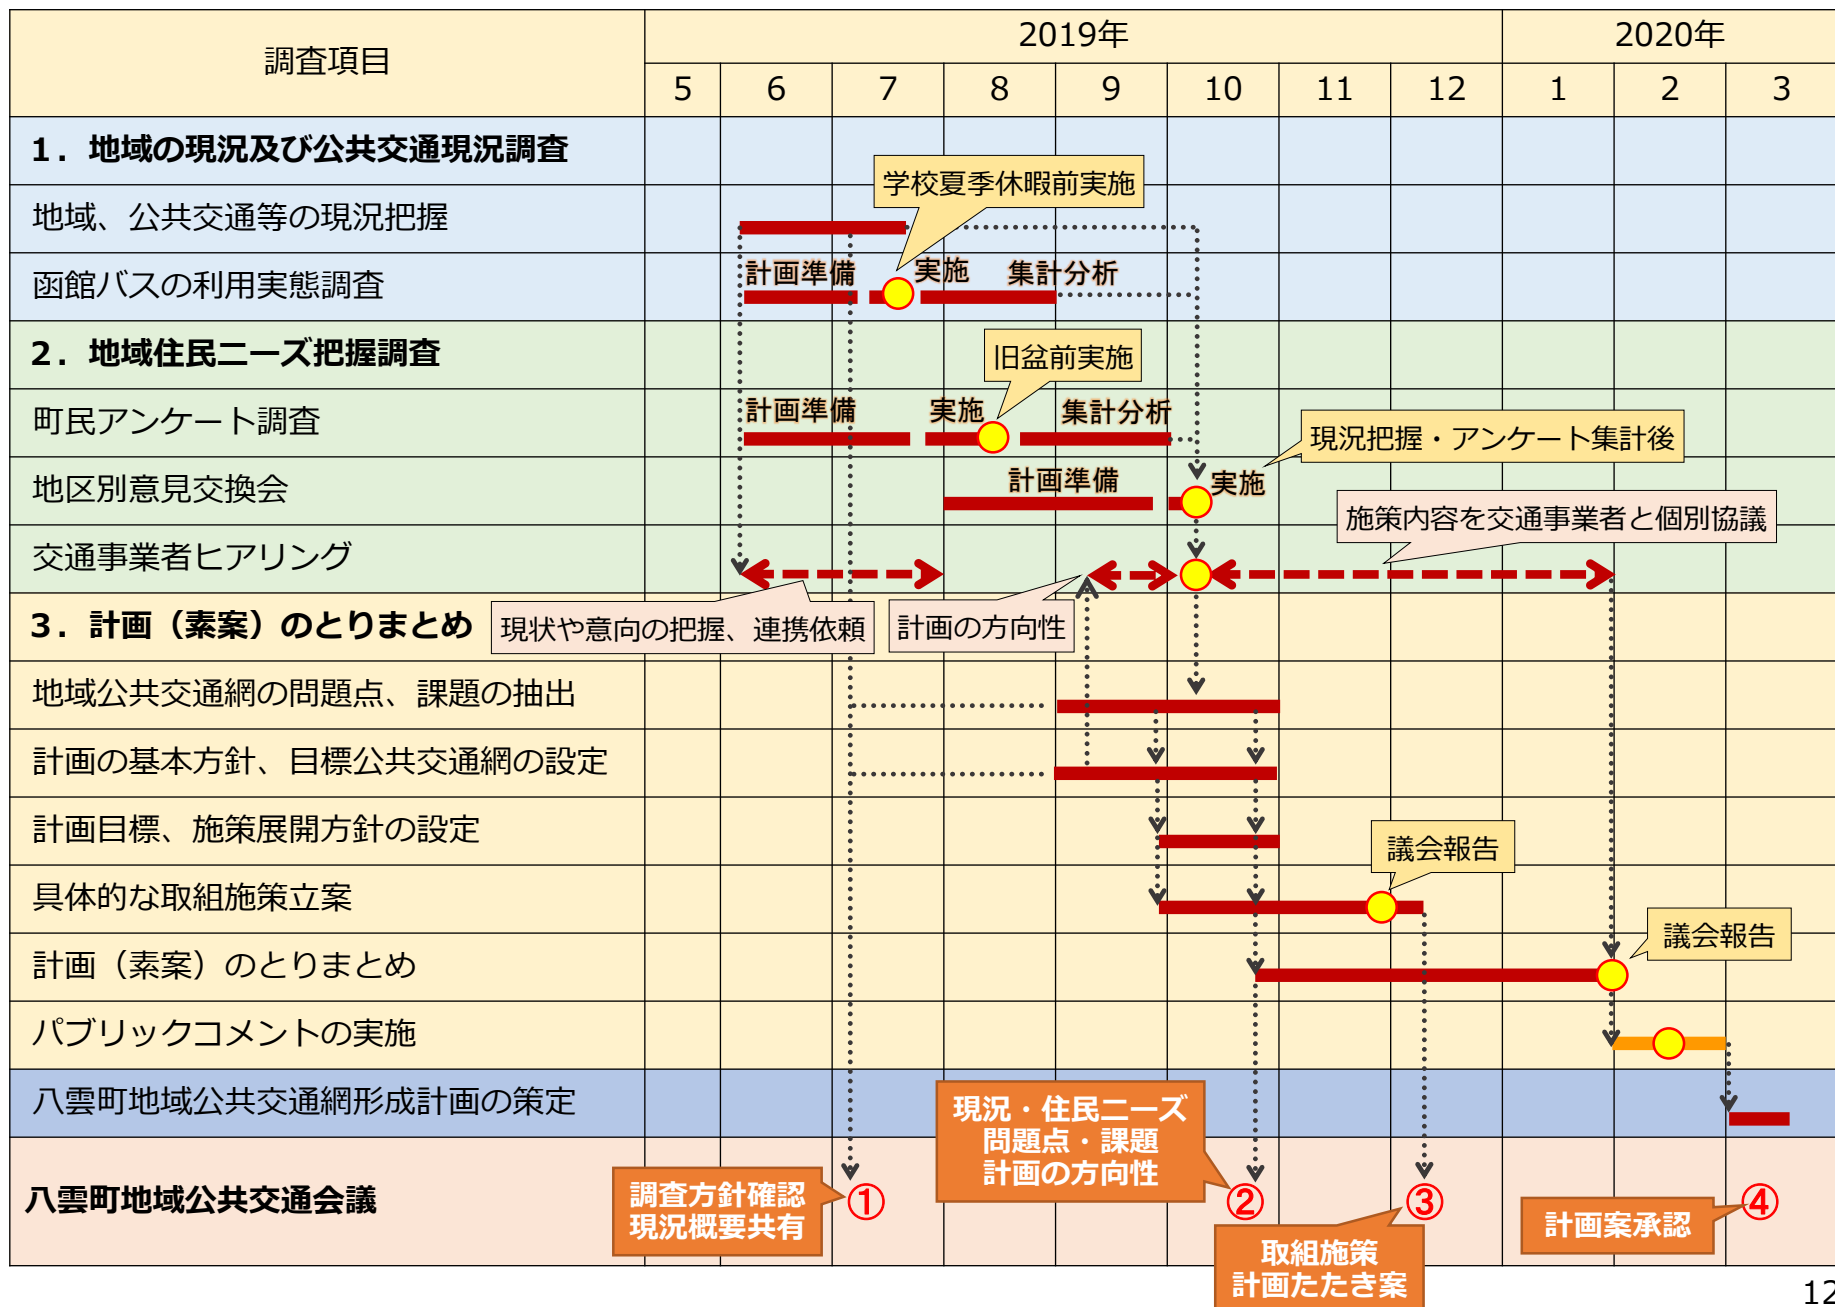 調査項目
2019年
2020年
5 6 7 8 9 10 11 12 1 2 3
1．地域の現況及び公共交通現況調査
学校夏季休暇前実施
地域、公共交通等の現況把握
函館バスの利用実態調査
計画準備 実施 集計分析
2．地域住民ニーズ把握調査
旧盆前実施
町民アンケート調査
計画準備 実施 集計分析
現況把握・アンケート集計後
地区別意見交換会
計画準備 実施
施策内容を交通事業者と個別協議
交通事業者ヒアリング
3．計画（素案）のとりまとめ
現状や意向の把握、連携依頼
計画の方向性
地域公共交通網の問題点、課題の抽出
計画の基本方針、目標公共交通網の設定
計画目標、施策展開方針の設定
議会報告
具体的な取組施策立案
議会報告
計画（素案）のとりまとめ
パブリックコメントの実施
八雲町地域公共交通網形成計画の策定
現況・住民ニーズ
問題点・課題
計画の方向性
八雲町地域公共交通会議
調査方針確認
現況概要共有
① ② ③ ④
計画案承認
取組施策
計画たたき案
12